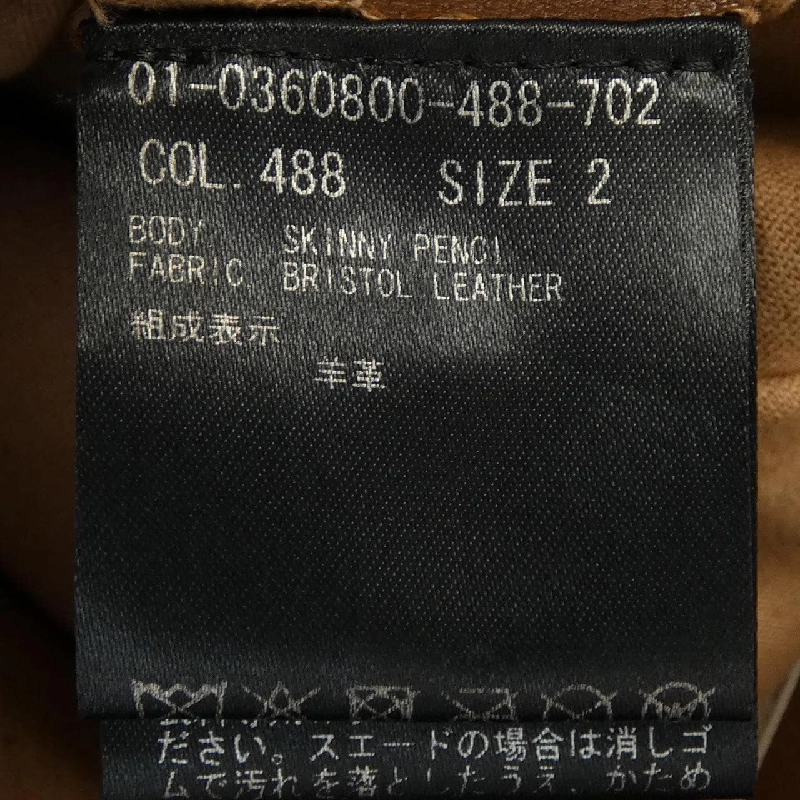 01-0360800-488-702
COL. 488 SIZE 2
BODY SKINNY PENCI
FABRIC BRISTOL LEATHER
組成表示
羊革
ださい。スエードの場合は消しゴ
ムで汚れを落としたうえ、かため